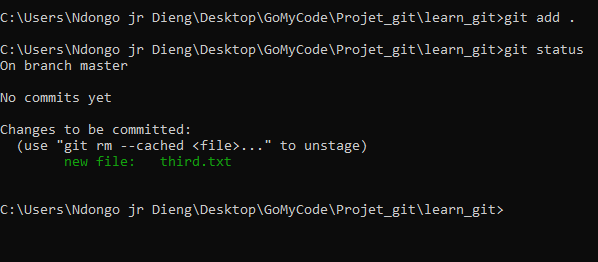 C:\Users\Ndongo jr Dieng\Desktop\GoMyCode\Projet_git\learn_git>git add .
C:\Users\Ndongo jr Dieng\Desktop\GoMyCode\Projet_git\learn_git>git status
On branch master
No commits yet
Changes to be committed:
  (use "git rm --cached <file>..." to unstage)
        new file:   third.txt
C:\Users\Ndongo jr Dieng\Desktop\GoMyCode\Projet_git\learn_git>